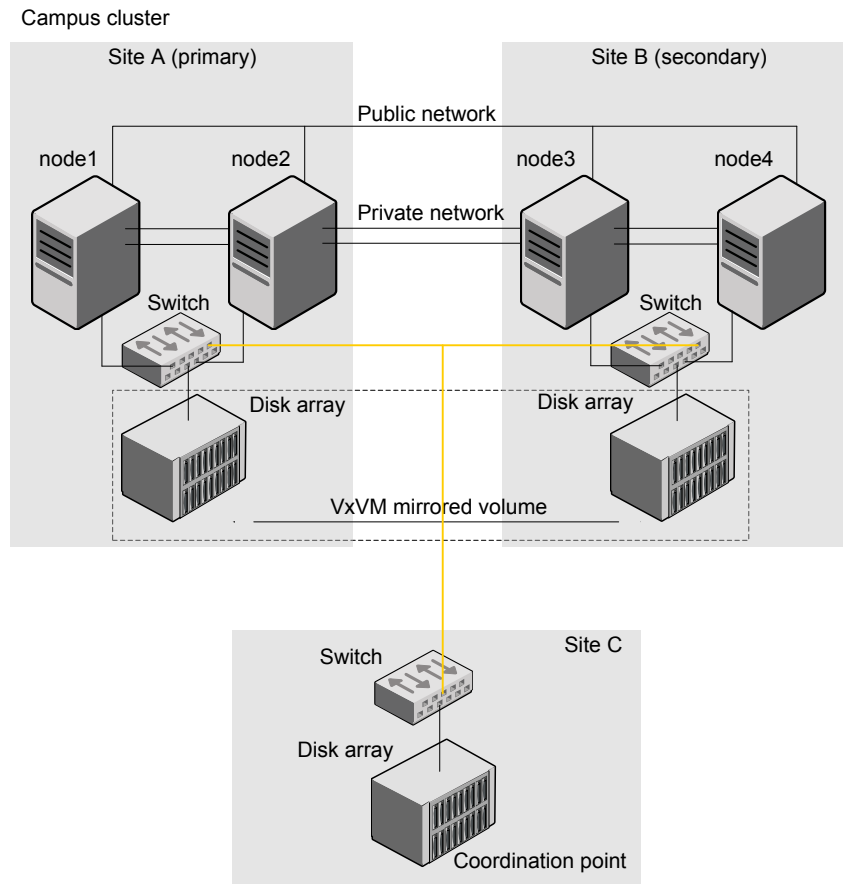 Campus cluster
Site A (primary)
Site B (secondary)
Public network
node1
node2
node3
node4
Private network
Switch
Switch
Disk array
Disk array
VxVM mirrored volume
Site C
Switch
Disk array
Coordination point